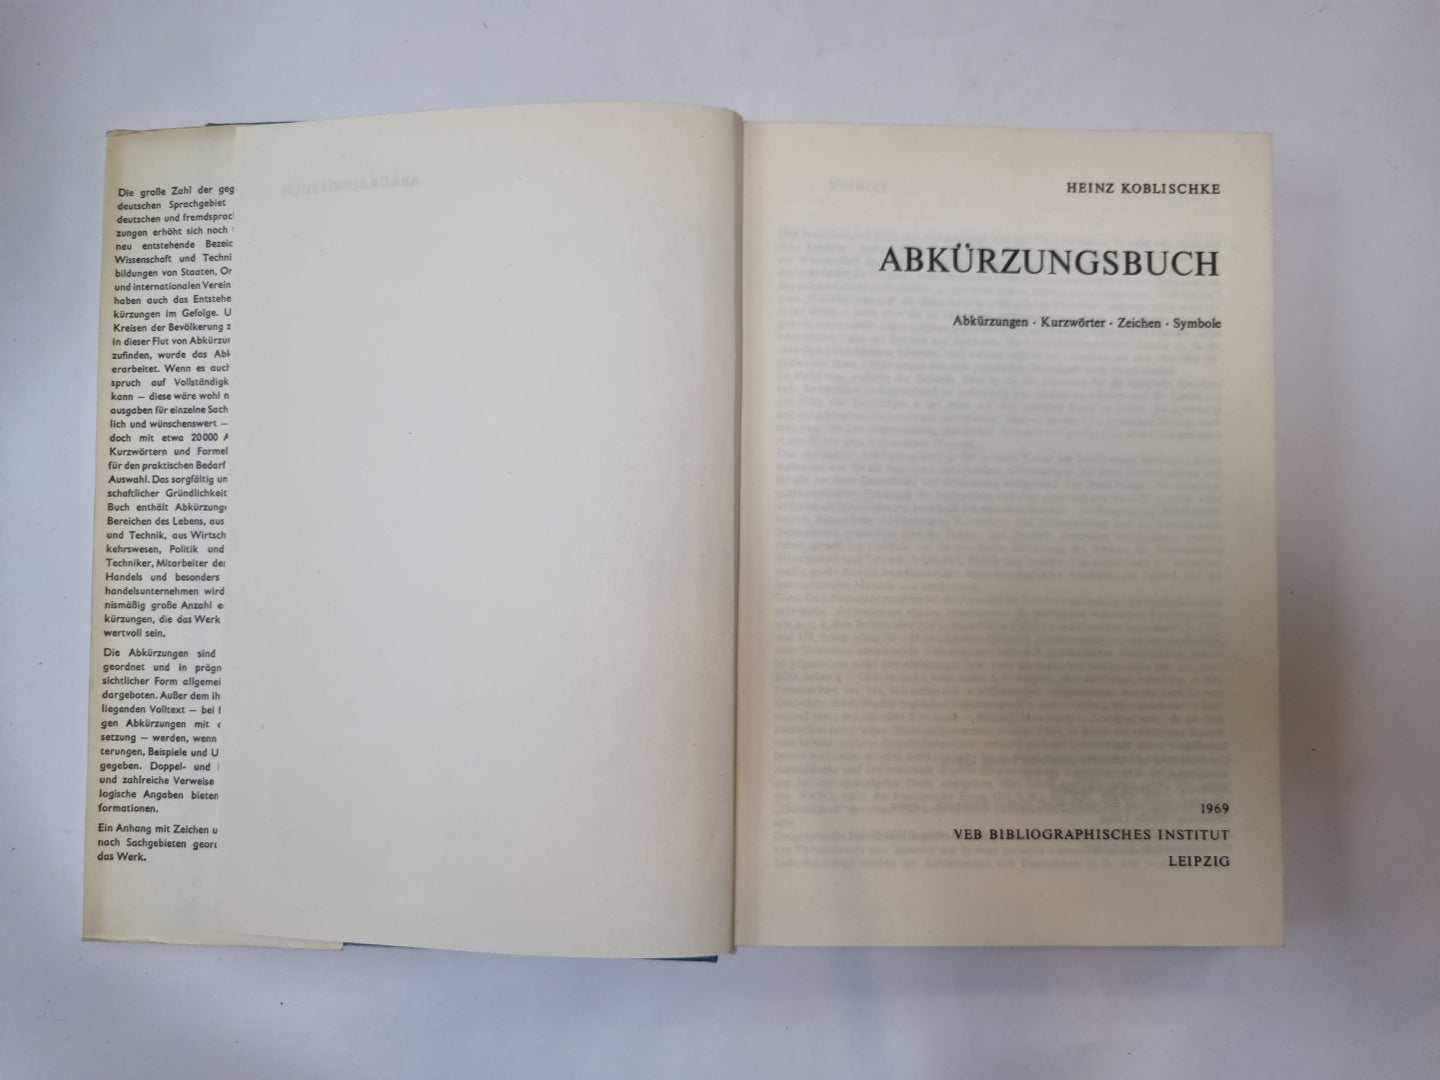 Die große Zahl der geg
deutschen Sprachgebiet
deutschen und fremdsprac
zungen erhöht sich noch
neu entstehende Bezeic
Wissenschaft und Techni
bildungen von Staaten, Or
und internationalen Verein
haben auch das Entstehe
kürzungen im Gefolge. U
Kreisen der Bevölkerung z
in dieser Flut von Abkürzur
zufinden, wurde das Abk
erarbeitet. Wenn es auch
spruch auf Vollständigk
kann — diese wäre wohl n
ausgaben für einzelne Sach
lich und wünschenswert —
doch mit etwa 20000 A
Kurzwörtern und Formel
für den praktischen Bedarf
Auswahl. Das sorgfältig un
schaftlicher Gründlichkeit
Buch enthält Abkürzunge
Bereichen des Lebens, aus
und Technik, aus Wirtsch
kehrswesen, Politik und
Techniker, Mitarbeiter der
Handels und besonders
handelsunternehmen wird
nismäßig große Anzahl e
kürzungen, die das Werk
wertvoll sein.
Die Abkürzungen sind
geordnet und in prägn
sichtlicher Form allgemei
dargeboten. Außer dem ih
liegenden Volltext — bei f
gen Abkürzungen mit
setzung — werden, wenn
terungen, Beispiele und U
gegeben. Doppel- und
und zahlreiche Verweise
logische Angaben bieten
formationen.
Ein Anhang mit Zeichen u
nach Sachgebieten georc
das Werk.
HEINZ KOBLISCHKE
ABKÜRZUNGSBUCH
Abkürzungen · Kurzwörter · Zeichen · Symbole
1969
VEB BIBLIOGRAPHISCHES INSTITUT
LEIPZIG